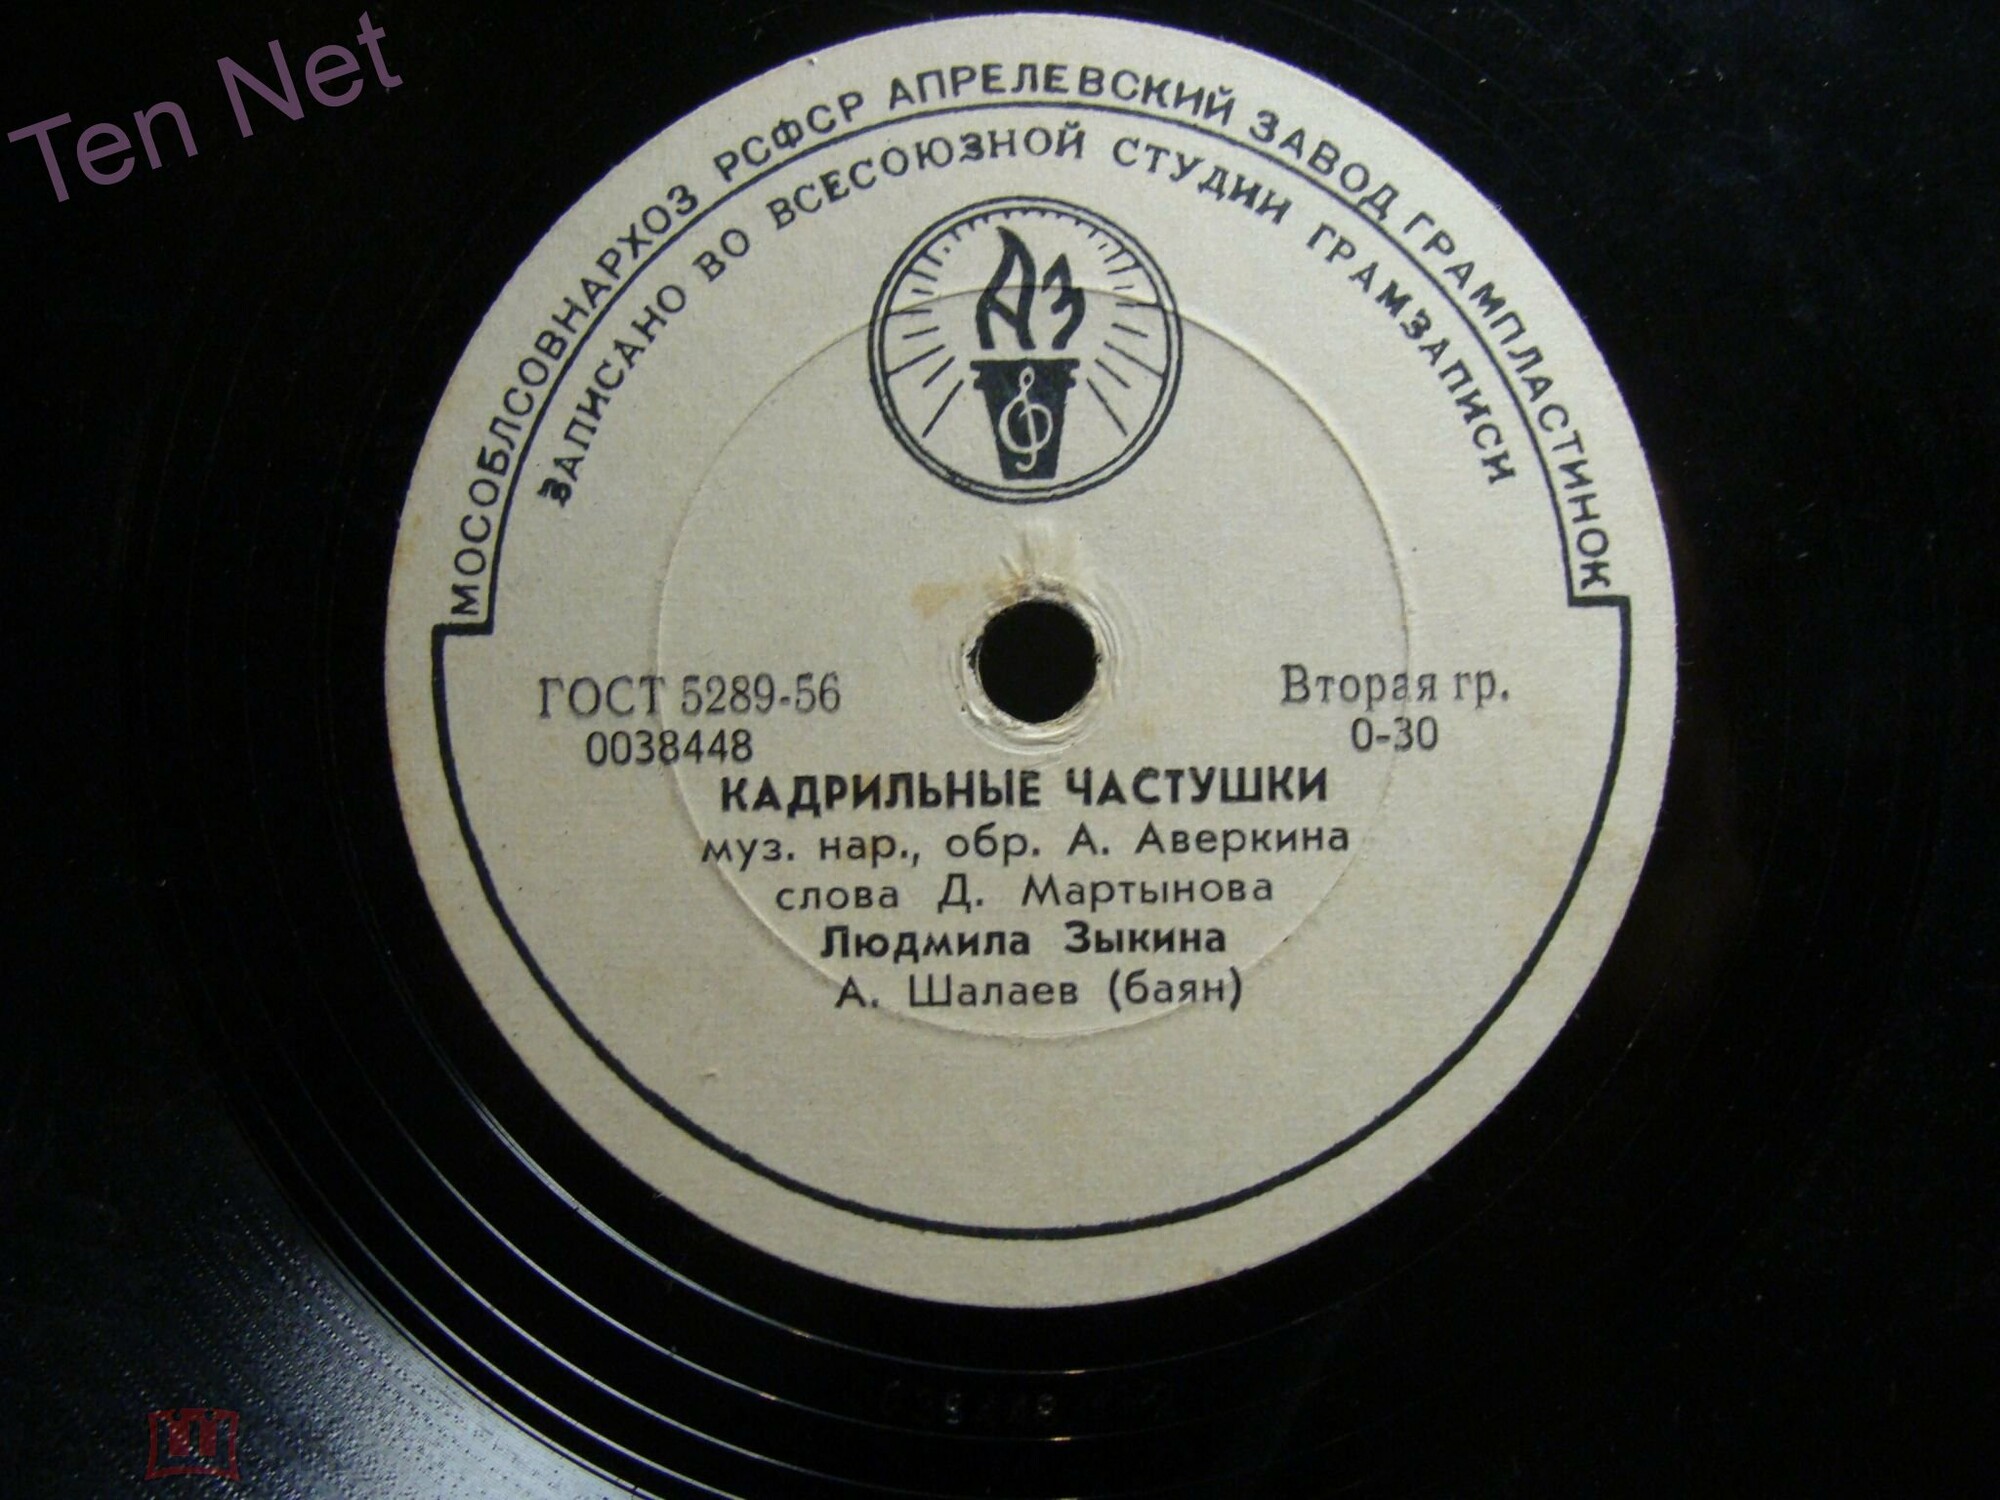 Ten Net
МОСОБЛСОВНАРХОЗ РСФСР АПРЕЛЕВСКИЙ ЗАВОД ГРАМПЛАСТИНОК
ЗАПИСАНО ВО ВСЕСОЮЗНОЙ СТУДИИ ГРАМЗАПИСИ
АЗ
ГОСТ 5289-56
0038448
Вторая гр.
0-30
КАДРИЛЬНЫЕ ЧАСТУШКИ
муз. нар., обр. А. Аверкина
слова Д. Мартынова
Людмила Зыкина
А. Шалаев (баян)